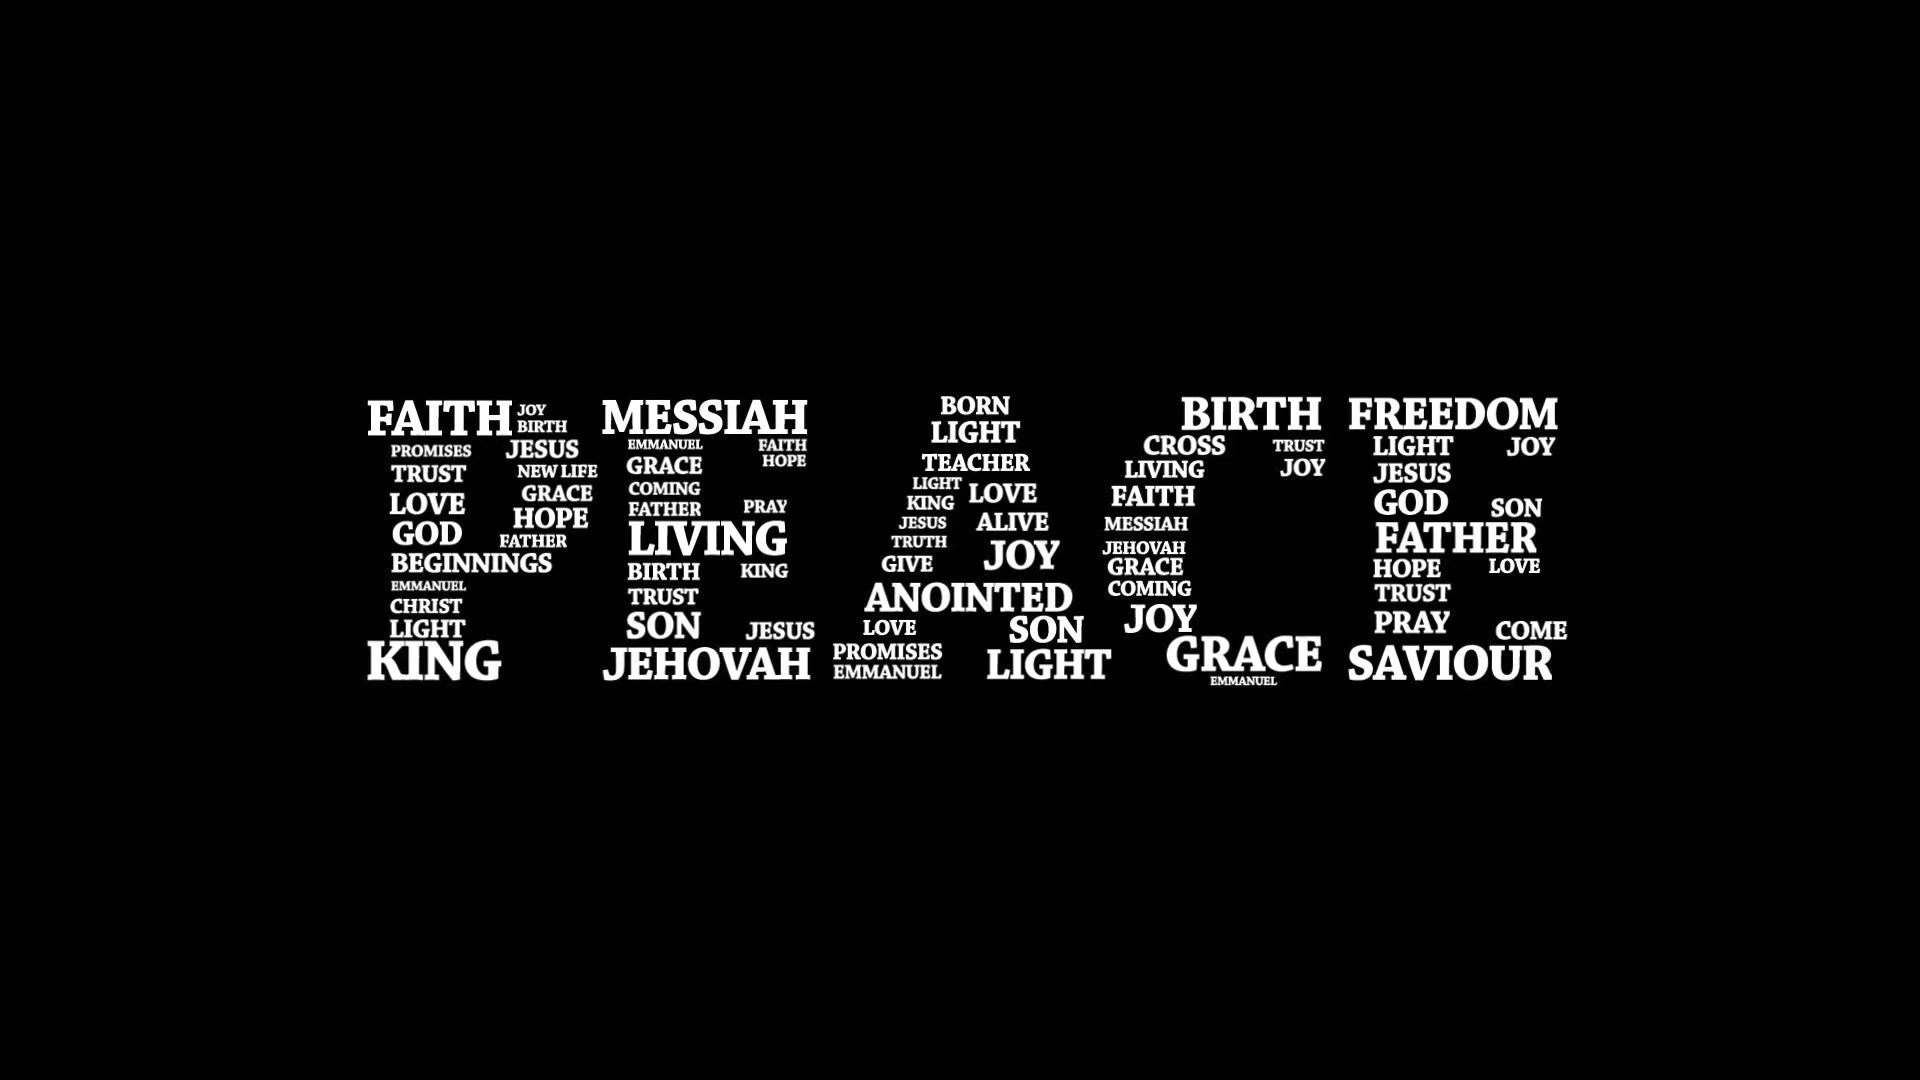 FAITH JOY
BIRTH
PROMISES JESUS
TRUST NEW LIFE
LOVE GRACE
GOD HOPE
FATHER
BEGINNINGS
EMMANUEL
CHRIST
LIGHT
KING
MESSIAH
EMMANUEL FAITH
GRACE HOPE
COMING
FATHER PRAY
LIVING
BIRTH KING
TRUST
SON JESUS
JEHOVAH
BORN
LIGHT
TEACHER
LIGHT LOVE
KING
JESUS ALIVE
TRUTH JOY
GIVE
ANOINTED
LOVE SON
PROMISES LIGHT
EMMANUEL
BIRTH
CROSS TRUST
LIVING JOY
FAITH
MESSIAH
JEHOVAH
GRACE
COMING
JOY
GRACE
EMMANUEL
FREEDOM
LIGHT JOY
JESUS
GOD SON
FATHER
HOPE LOVE
TRUST
PRAY COME
SAVIOUR